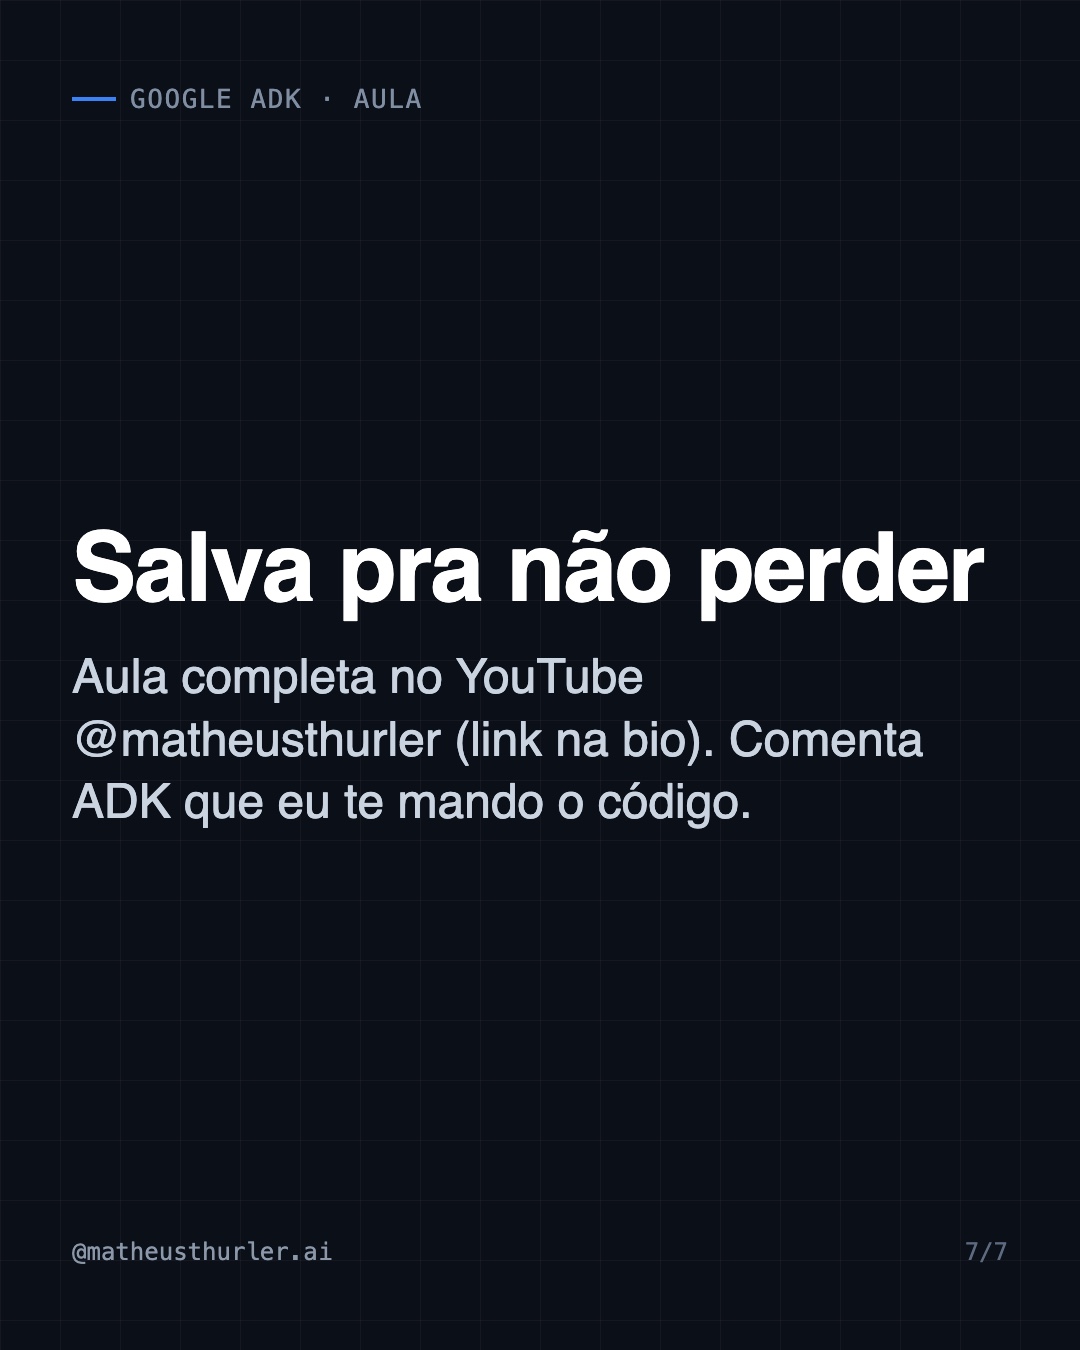 GOOGLE ADK · AULA
Salva pra não perder
Aula completa no YouTube
@matheusthurler (link na bio). Comenta
ADK que eu te mando o código.
@matheusthurler.ai
7/7